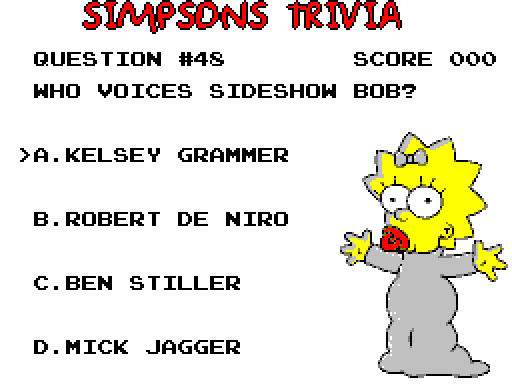 SIMPSONS TRIVIA
QUESTION #48 SCORE 000
WHO VOICES SIDESHOW BOB?
>A.KELSEY GRAMMER
B.ROBERT DE NIRO
C.BEN STILLER
D.MICK JAGGER